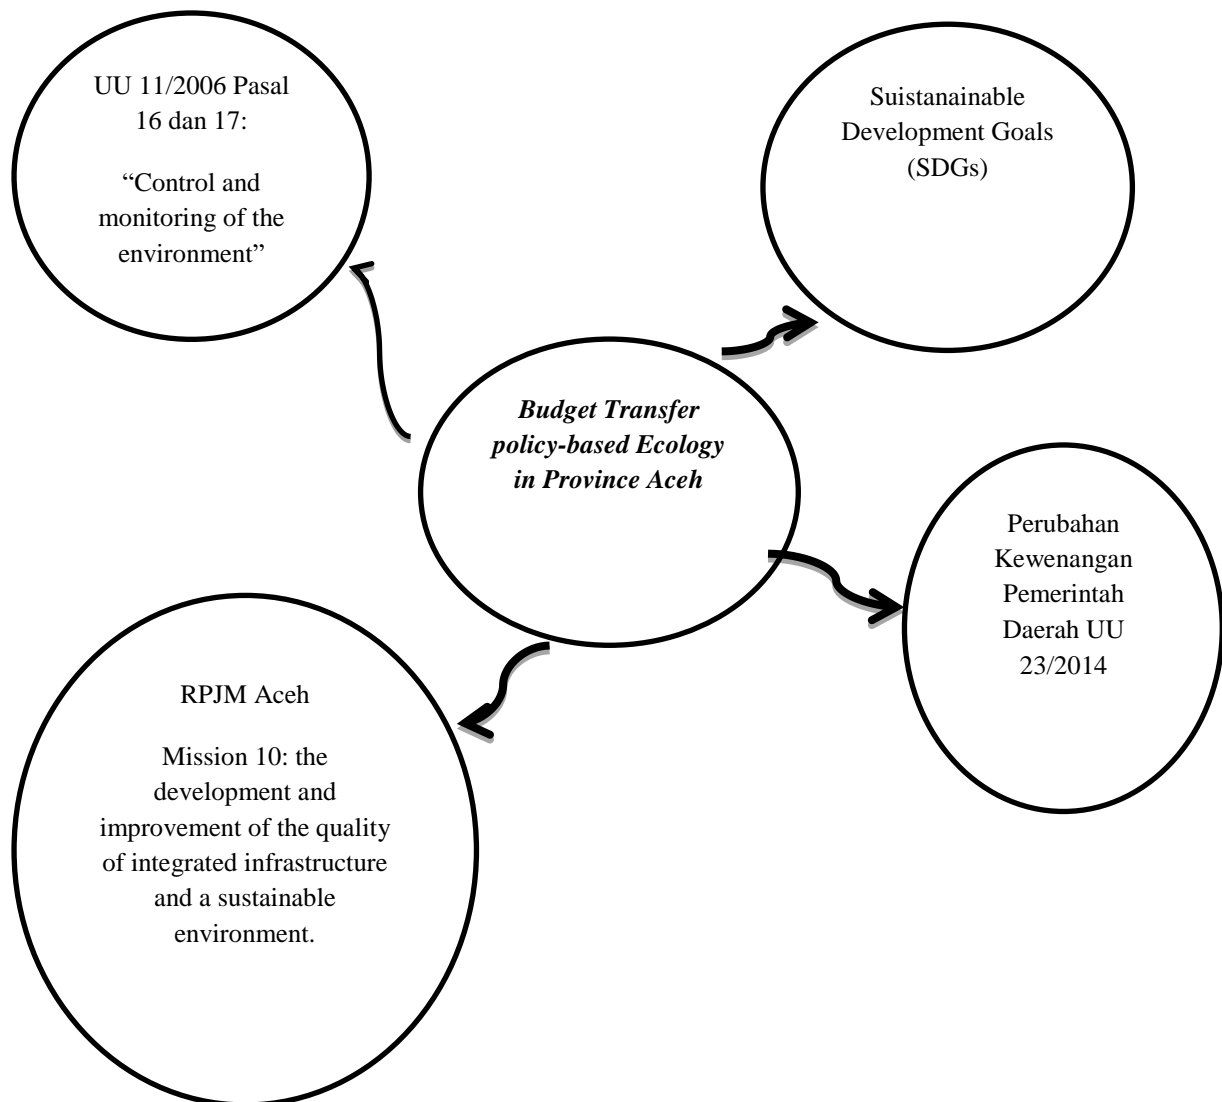 UU 11/2006 Pasal
16 dan 17:
“Control and
monitoring of the
environment”
Suistanainable
Development Goals
(SDGs)
Budget Transfer
policy-based Ecology
in Province Aceh
Perubahan
Kewenangan
Pemerintah
Daerah UU
23/2014
RPJM Aceh
Mission 10: the
development and
improvement of the quality
of integrated infrastructure
and a sustainable
environment.